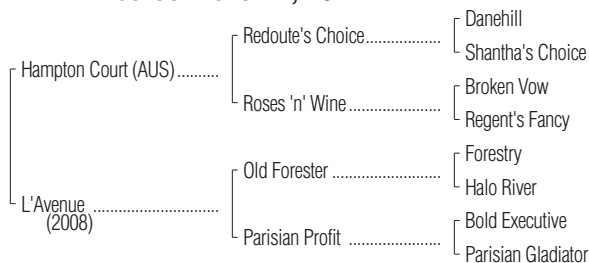 Danehill
Redoute's Choice....................
Shantha's Choice
Hampton Court (AUS) ...........
Broken Vow
Roses 'n' Wine .........................
Regent's Fancy
Forestry
Old Forester .............................
Halo River
L'Avenue ..................................
(2008)
Bold Executive
Parisian Profit ..........................
Parisian Gladiator